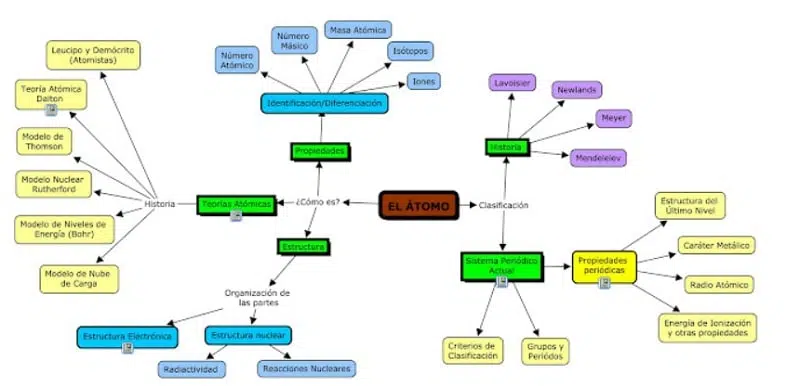 Leucipo y Demócrito
(Atomistas)
Teoría Atómica
Dalton
Modelo de
Thomson
Modelo Nuclear
Rutherford
Modelo de Niveles de
Energía (Bohr)
Modelo de Nube
de Carga
Historia
Teorías Atómicas
¿Cómo es?
Número
Atómico
Número
Másico
Masa Atómica
Isótopos
Iones
Identificación/Diferenciación
Propiedades
Estructura
Organización de
las partes
Estructura Electrónica
Estructura nuclear
Radiactividad
Reacciones Nucleares
EL ÁTOMO
Clasificación
Lavoisier
Newlands
Meyer
Mendeleiev
Historia
Sistema Periódico
Actual
Criterios de
Clasificación
Grupos y
Periódos
Propiedades
periódicas
Estructura del
Último Nivel
Caráter Metálico
Radio Atómico
Energía de Ionización
y otras propiedades